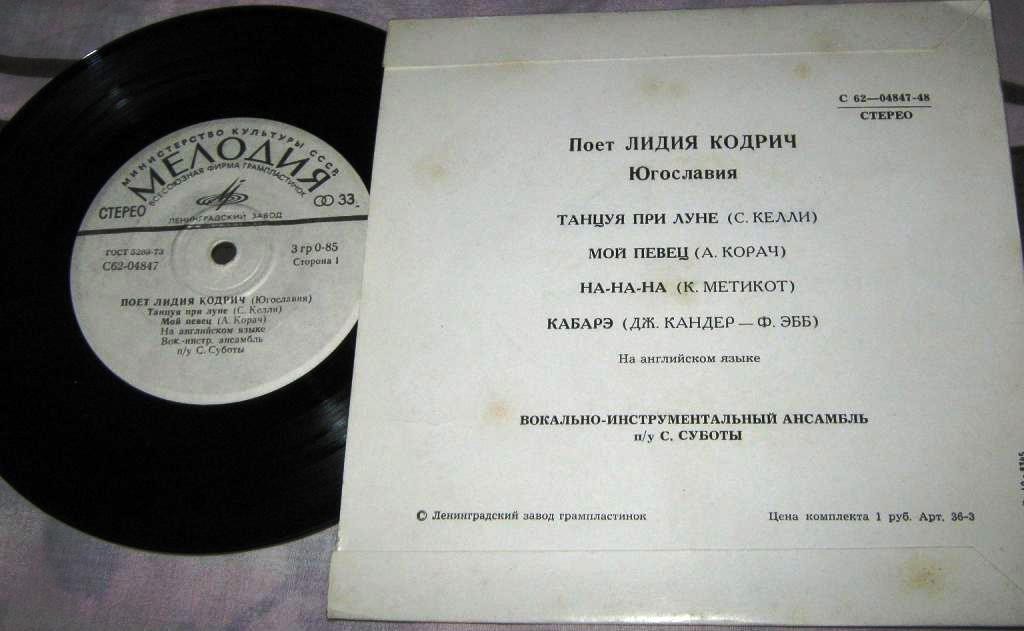 МИНИСТЕРСТВО КУЛЬТУРЫ СССР
МЕЛОДИЯ
ВСЕСОЮЗНАЯ ФИРМА ГРАМПЛАСТИНОК
СТЕРЕО
33
ЛЕНИНГРАДСКИЙ ЗАВОД
ГОСТ 5289-73
3 гр 0-85
С62-04847
Сторона 1
ПОЕТ ЛИДИЯ КОДРИЧ (Югославия)
Танцуя при луне (С. Келли)
Мой певец (А. Корач)
На английском языке
Вок.-инстр. ансамбль
п/у С. Субботы
С 62—04847-48
СТЕРЕО
Поет ЛИДИЯ КОДРИЧ
Югославия
ТАНЦУЯ ПРИ ЛУНЕ (С. КЕЛЛИ)
МОЙ ПЕВЕЦ (А. КОРАЧ)
НА-НА-НА (К. МЕТИКОТ)
КАБАРЭ (ДЖ. КАНДЕР — Ф. ЭББ)
На английском языке
ВОКАЛЬНО-ИНСТРУМЕНТАЛЬНЫЙ АНСАМБЛЬ
п/у С. СУБОТЫ
© Ленинградский завод грампластинок
Цена комплекта 1 руб. Арт. 36-3